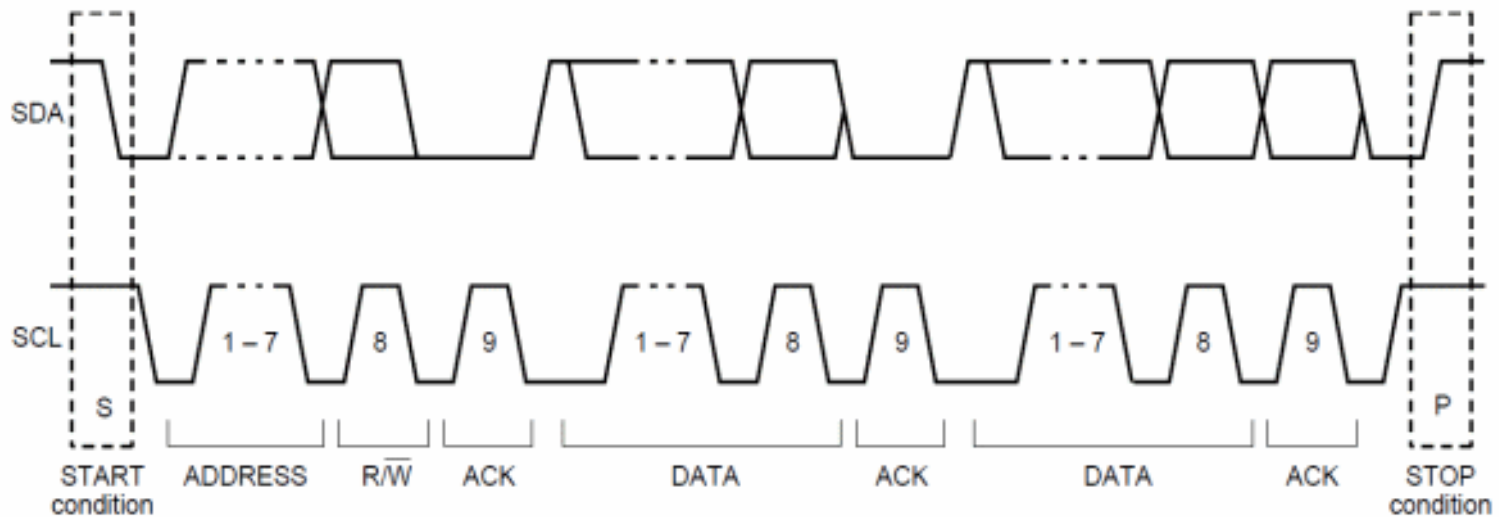 SDA
SCL
1 – 7
8
9
1 – 7
8
9
1 – 7
8
9
S
P
START
condition
ADDRESS
R/W̅
ACK
DATA
ACK
DATA
ACK
STOP
condition